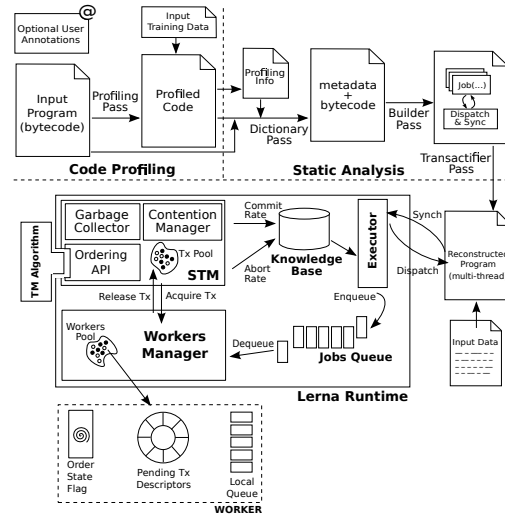 @
Optional User
Annotations
Input
Training Data
Input
Program
(bytecode)
Profiling
Pass
Profiled
Code
Profiling
Info
Dictionary
Pass
metadata
+
bytecode
Builder
Pass
Job(...)
Dispatch
& Sync
Code Profiling
Static Analysis
Transactifier
Pass
TM Algorithm
Garbage
Collector
Contention
Manager
Ordering
API
Tx Pool
STM
Commit
Rate
Abort
Rate
Knowledge
Base
Executor
Synch
Dispatch
Reconstructed
Program
(multi-thread)
Release Tx
Acquire Tx
Enqueue
Workers
Pool
Workers
Manager
Dequeue
Jobs Queue
Input Data
Lerna Runtime
Order
State
Flag
Pending Tx
Descriptors
Local
Queue
WORKER